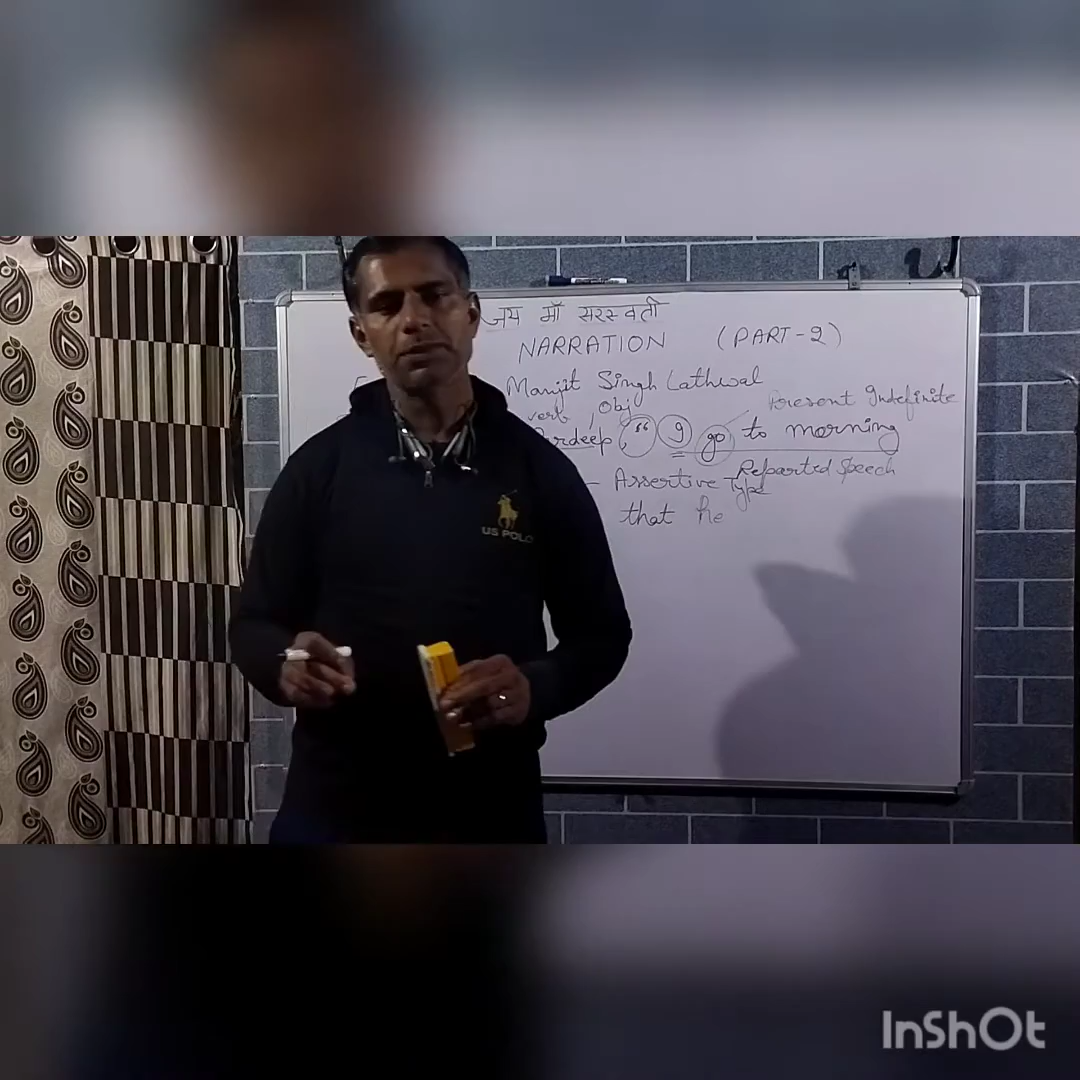 जय माँ सरस्वती
NARRATION (PART-2)
Manjit Singh Lathwal
verb, Obj
Present Indefinite
Pardeep, " I go to morning
Reported Speech
- Assertive Type
that he
US POLO
InShOt